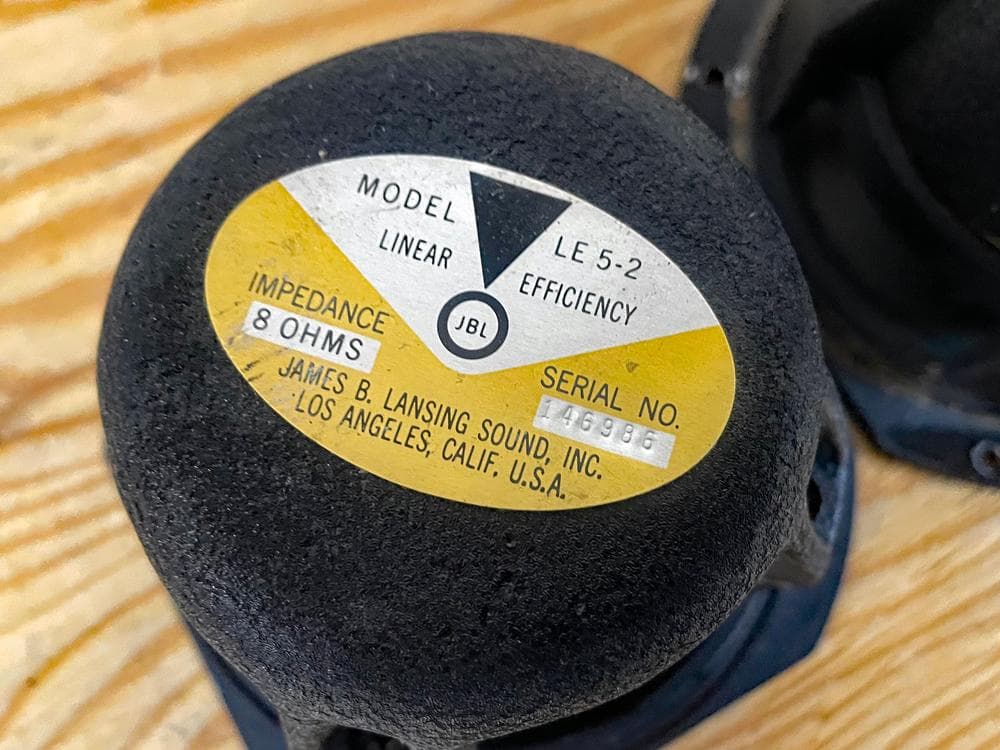 MODEL LE 5-2
LINEAR EFFICIENCY
JBL
IMPEDANCE
8 OHMS
SERIAL NO.
146986
JAMES B. LANSING SOUND, INC.
LOS ANGELES, CALIF. U.S.A.